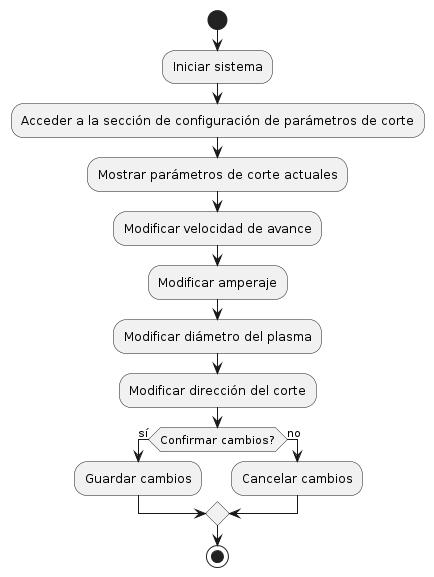 Iniciar sistema
Acceder a la sección de configuración de parámetros de corte
Mostrar parámetros de corte actuales
Modificar velocidad de avance
Modificar amperaje
Modificar diámetro del plasma
Modificar dirección del corte
sí
Confirmar cambios?
no
Guardar cambios
Cancelar cambios